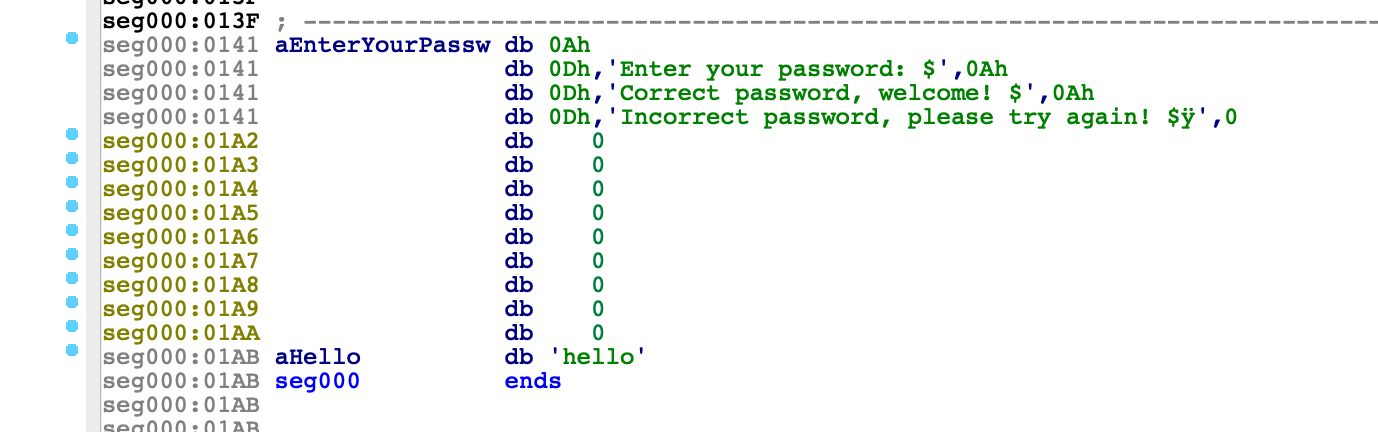 seg000:013F
seg000:013F ; ---------------------------------------------------------------------------
seg000:0141 aEnterYourPassw db 0Ah
seg000:0141 db 0Dh,'Enter your password: $',0Ah
seg000:0141 db 0Dh,'Correct password, welcome! $',0Ah
seg000:0141 db 0Dh,'Incorrect password, please try again! $ÿ',0
seg000:01A2 db 0
seg000:01A3 db 0
seg000:01A4 db 0
seg000:01A5 db 0
seg000:01A6 db 0
seg000:01A7 db 0
seg000:01A8 db 0
seg000:01A9 db 0
seg000:01AA db 0
seg000:01AB aHello db 'hello'
seg000:01AB seg000 ends
seg000:01AB
seg000:01AB